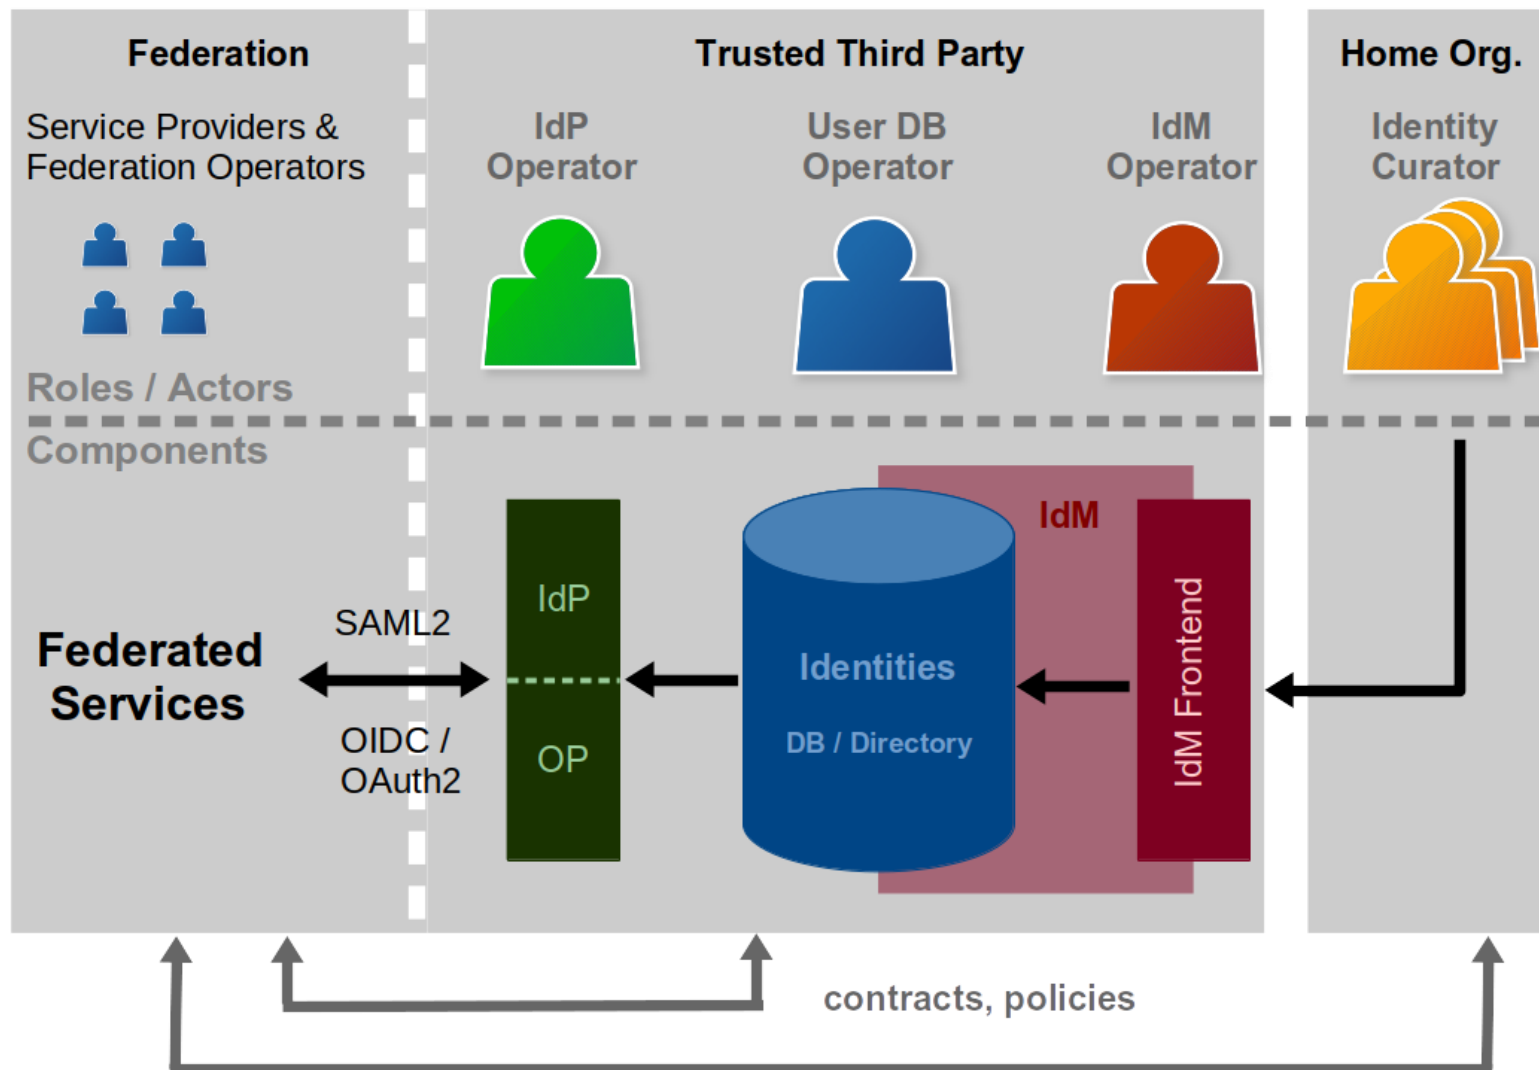 Federation
Trusted Third Party
Home Org.
Service Providers &
Federation Operators
IdP
Operator
User DB
Operator
IdM
Operator
Identity
Curator
Roles / Actors
Components
IdM
IdP
SAML2
Federated
Services
Identities
IdM Frontend
OIDC /
OAuth2
OP
DB / Directory
contracts, policies